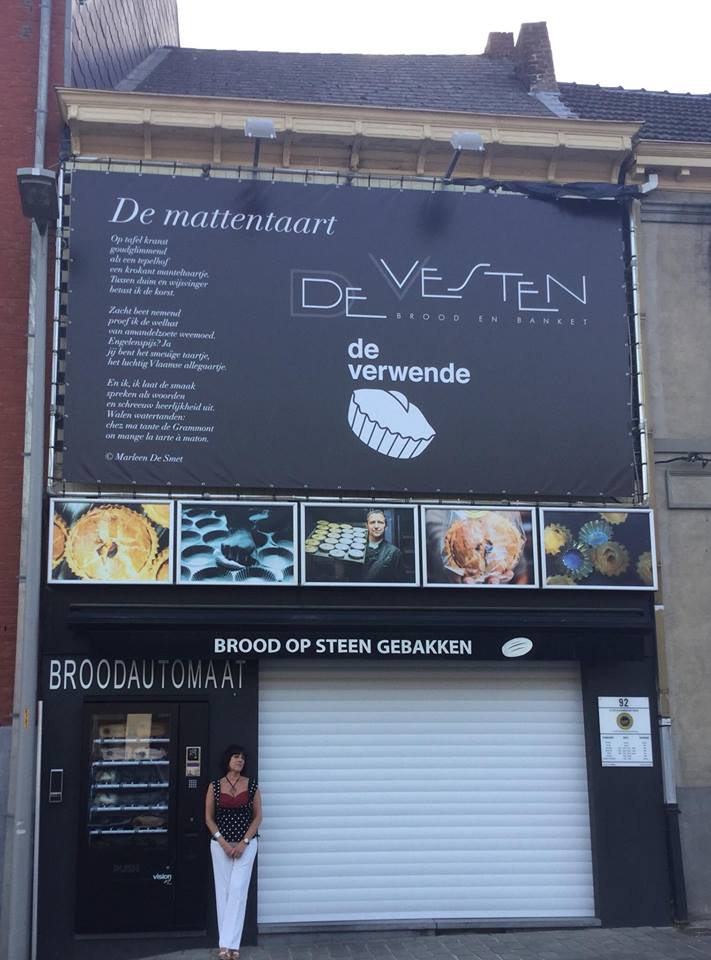 De mattentaart
Op tafel kranst
goudglimmend
als een tepelhof
een krokant manteltaartje.
Tussen duim en wijsvinger
betast ik de korst.
Zacht beet nemend
proef ik de wellust
van amandelzoete weemoed.
Engelenspijs? Ja
jij bent het smeuïge taartje,
het luchtig Vlaamse allegaartje.
En ik, ik laat de smaak
spreken als woorden
en schreeuw heerlijkheid uit.
Walen watertanden:
chez ma tante de Grammont
on mange la tarte à maton.
© Marleen De Smet
DE VESTEN
BROOD EN BANKET
de
verwende
BROOD OP STEEN GEBAKKEN
BROODAUTOMAAT
92
PUSH
vision